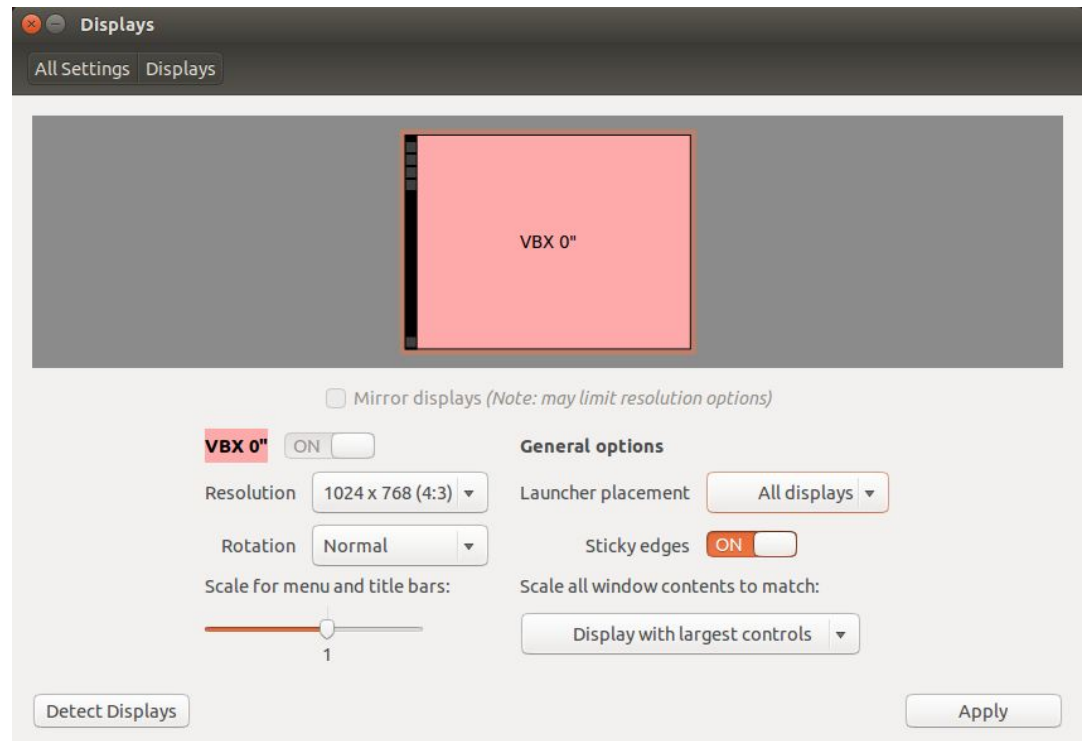 Displays
All Settings Displays
VBX 0"
Mirror displays (Note: may limit resolution options)
VBX 0" ON
General options
Resolution 1024 x 768 (4:3)
Launcher placement All displays
Rotation Normal
Sticky edges ON
Scale for menu and title bars:
Scale all window contents to match:
1
Display with largest controls
Detect Displays
Apply